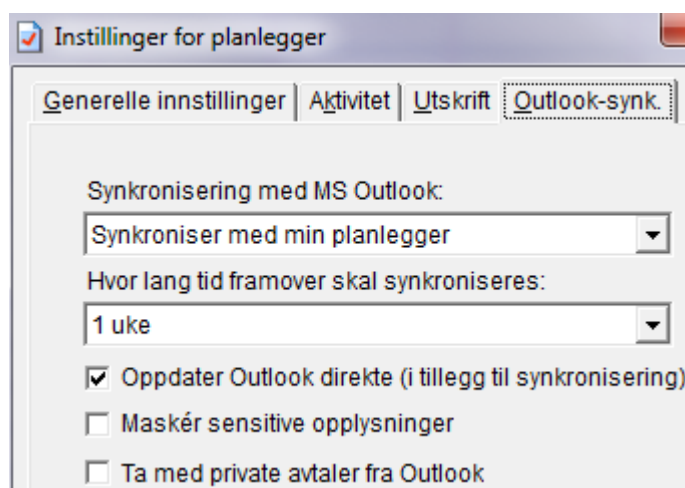 Instillinger for planlegger
Generelle innstillinger Aktivitet Utskrift Outlook-synk.
Synkronisering med MS Outlook:
Synkroniser med min planlegger
Hvor lang tid framover skal synkroniseres:
1 uke
Oppdater Outlook direkte (i tillegg til synkronisering)
Maskér sensitive opplysninger
Ta med private avtaler fra Outlook